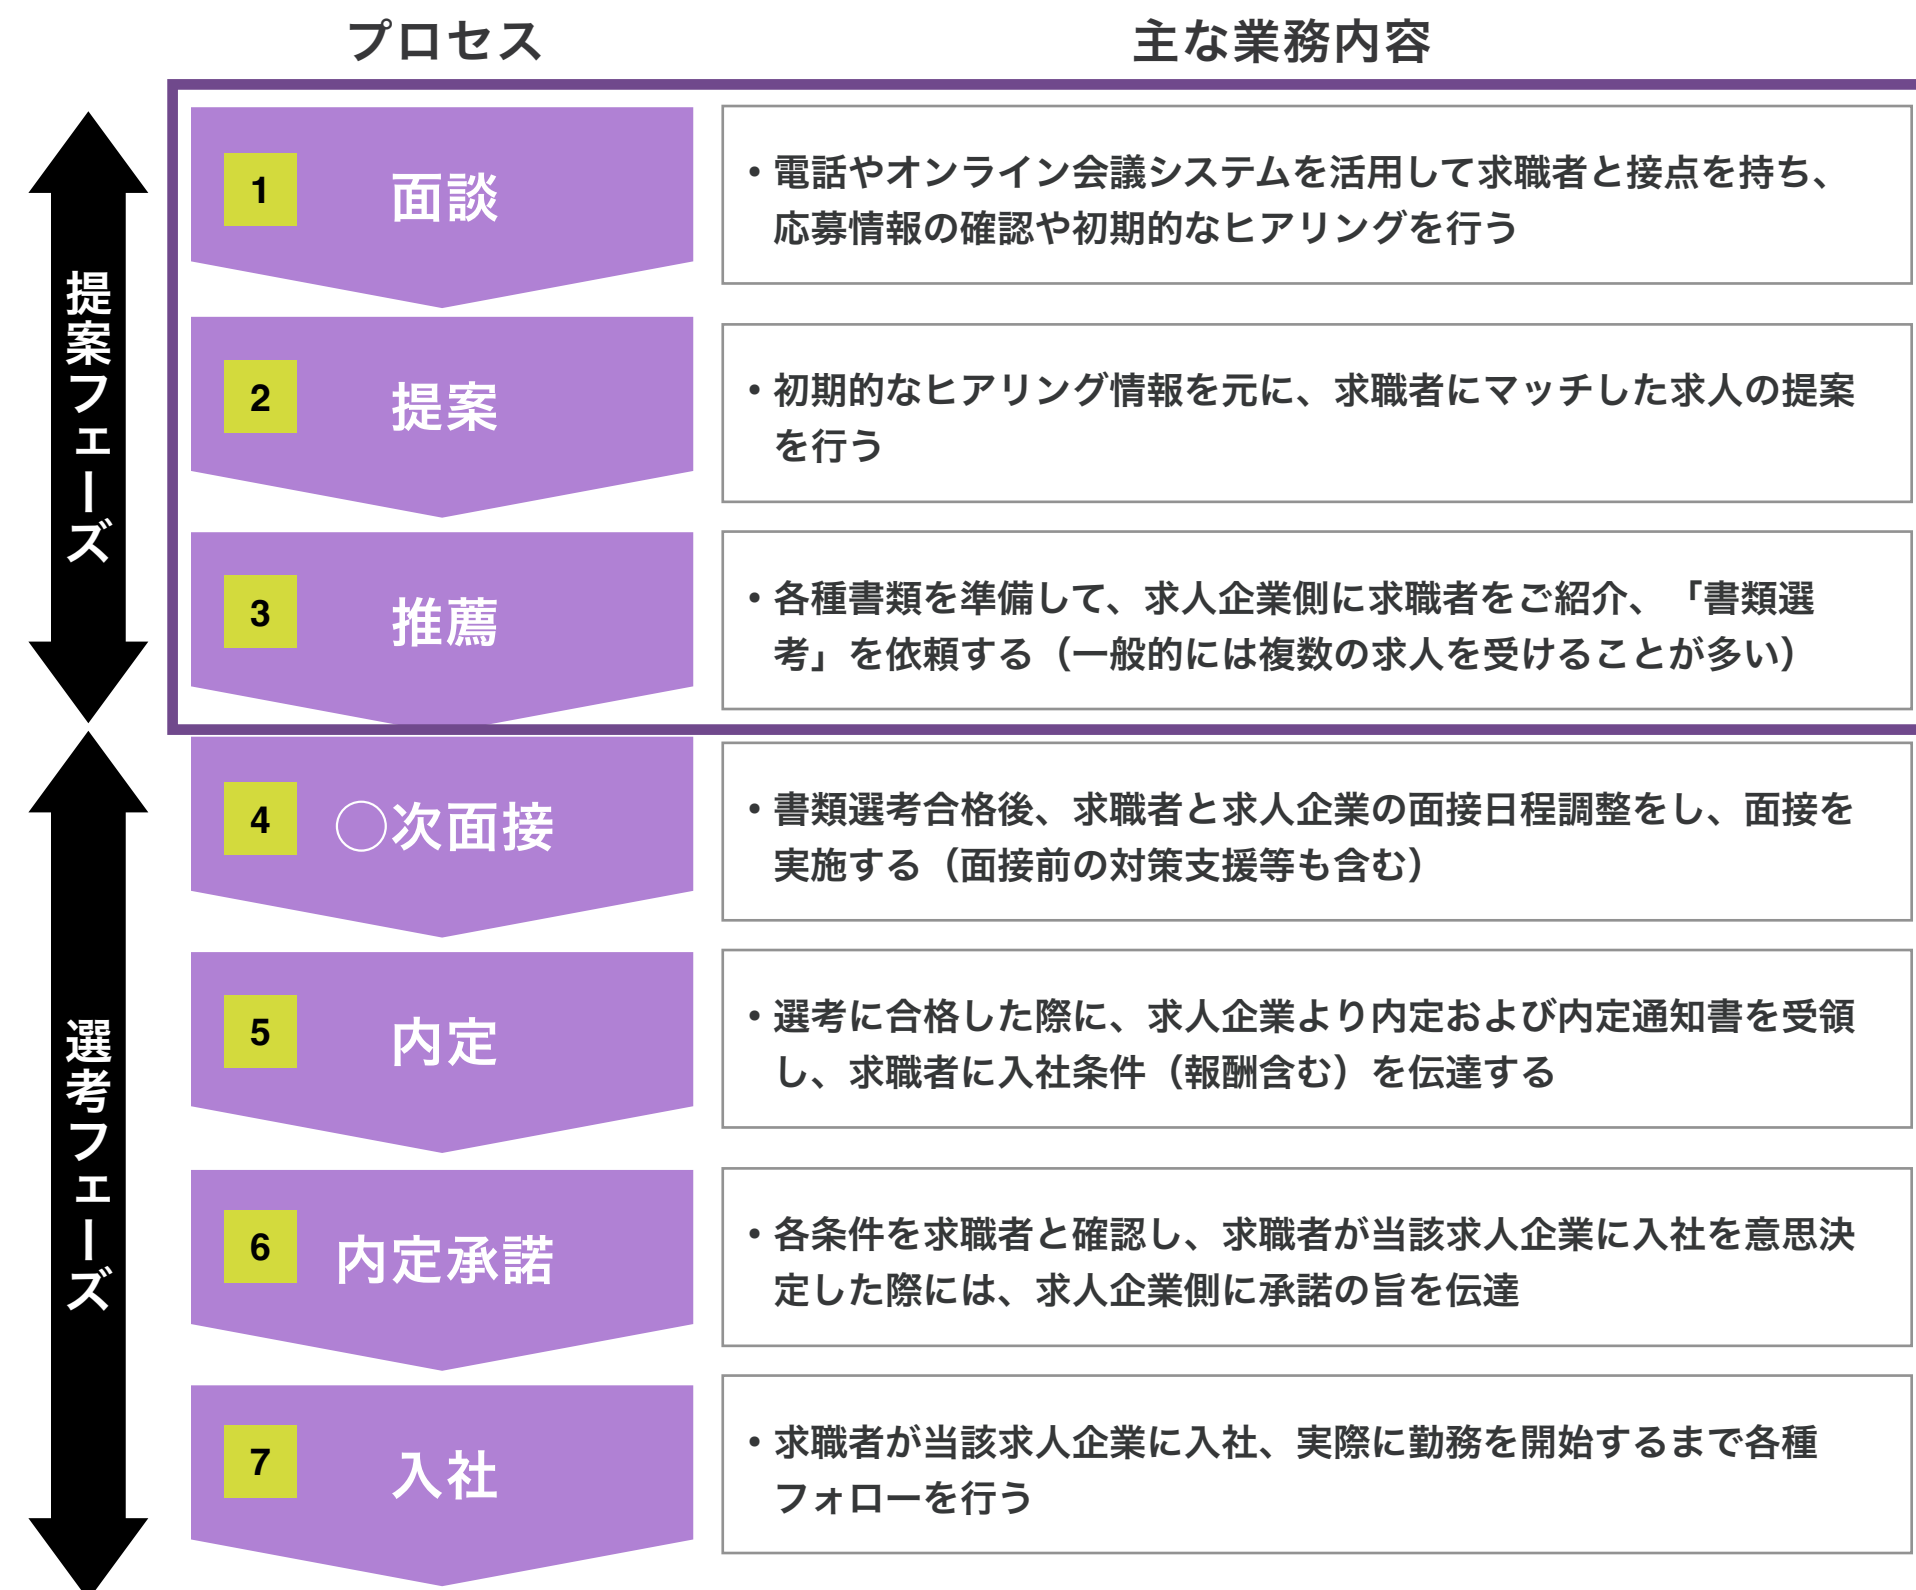 プロセス
主な業務内容
提案フェーズ
1
面談
・電話やオンライン会議システムを活用して求職者と接点を持ち、
応募情報の確認や初期的なヒアリングを行う
2
提案
・初期的なヒアリング情報を元に、求職者にマッチした求人の提案
を行う
3
推薦
・各種書類を準備して、求人企業側に求職者をご紹介、「書類選
考」を依頼する（一般的には複数の求人を受けることが多い）
選考フェーズ
4
◯次面接
・書類選考合格後、求職者と求人企業の面接日程調整をし、面接を
実施する（面接前の対策支援等も含む）
5
内定
・選考に合格した際に、求人企業より内定および内定通知書を受領
し、求職者に入社条件（報酬含む）を伝達する
6
内定承諾
・各条件を求職者と確認し、求職者が当該求人企業に入社を意思決
定した際には、求人企業側に承諾の旨を伝達
7
入社
・求職者が当該求人企業に入社、実際に勤務を開始するまで各種
フォローを行う